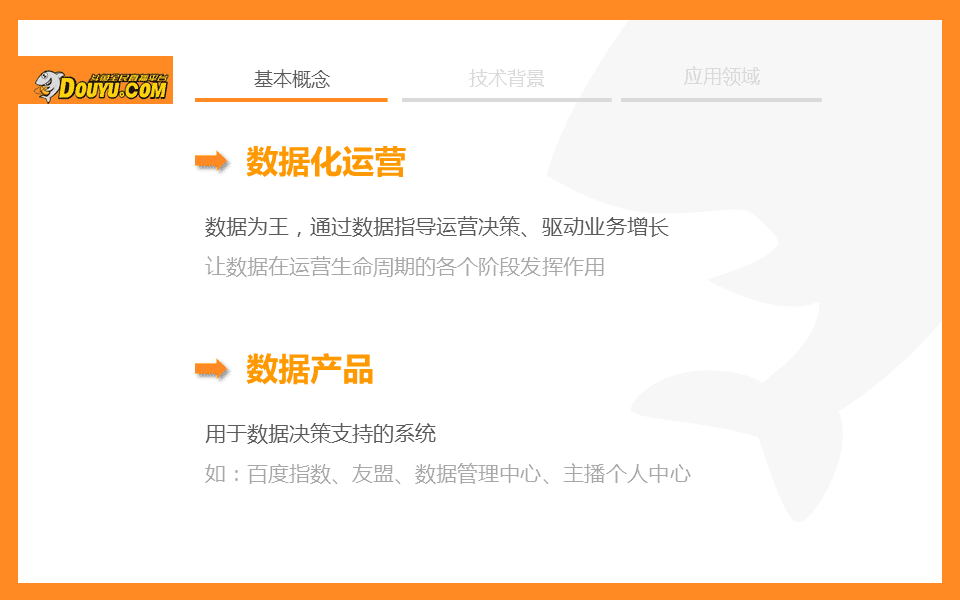 斗鱼全民直播平台
DOUYU.COM
基本概念
技术背景
应用领域
数据化运营
数据为王，通过数据指导运营决策、驱动业务增长
让数据在运营生命周期的各个阶段发挥作用
数据产品
用于数据决策支持的系统
如：百度指数、友盟、数据管理中心、主播个人中心